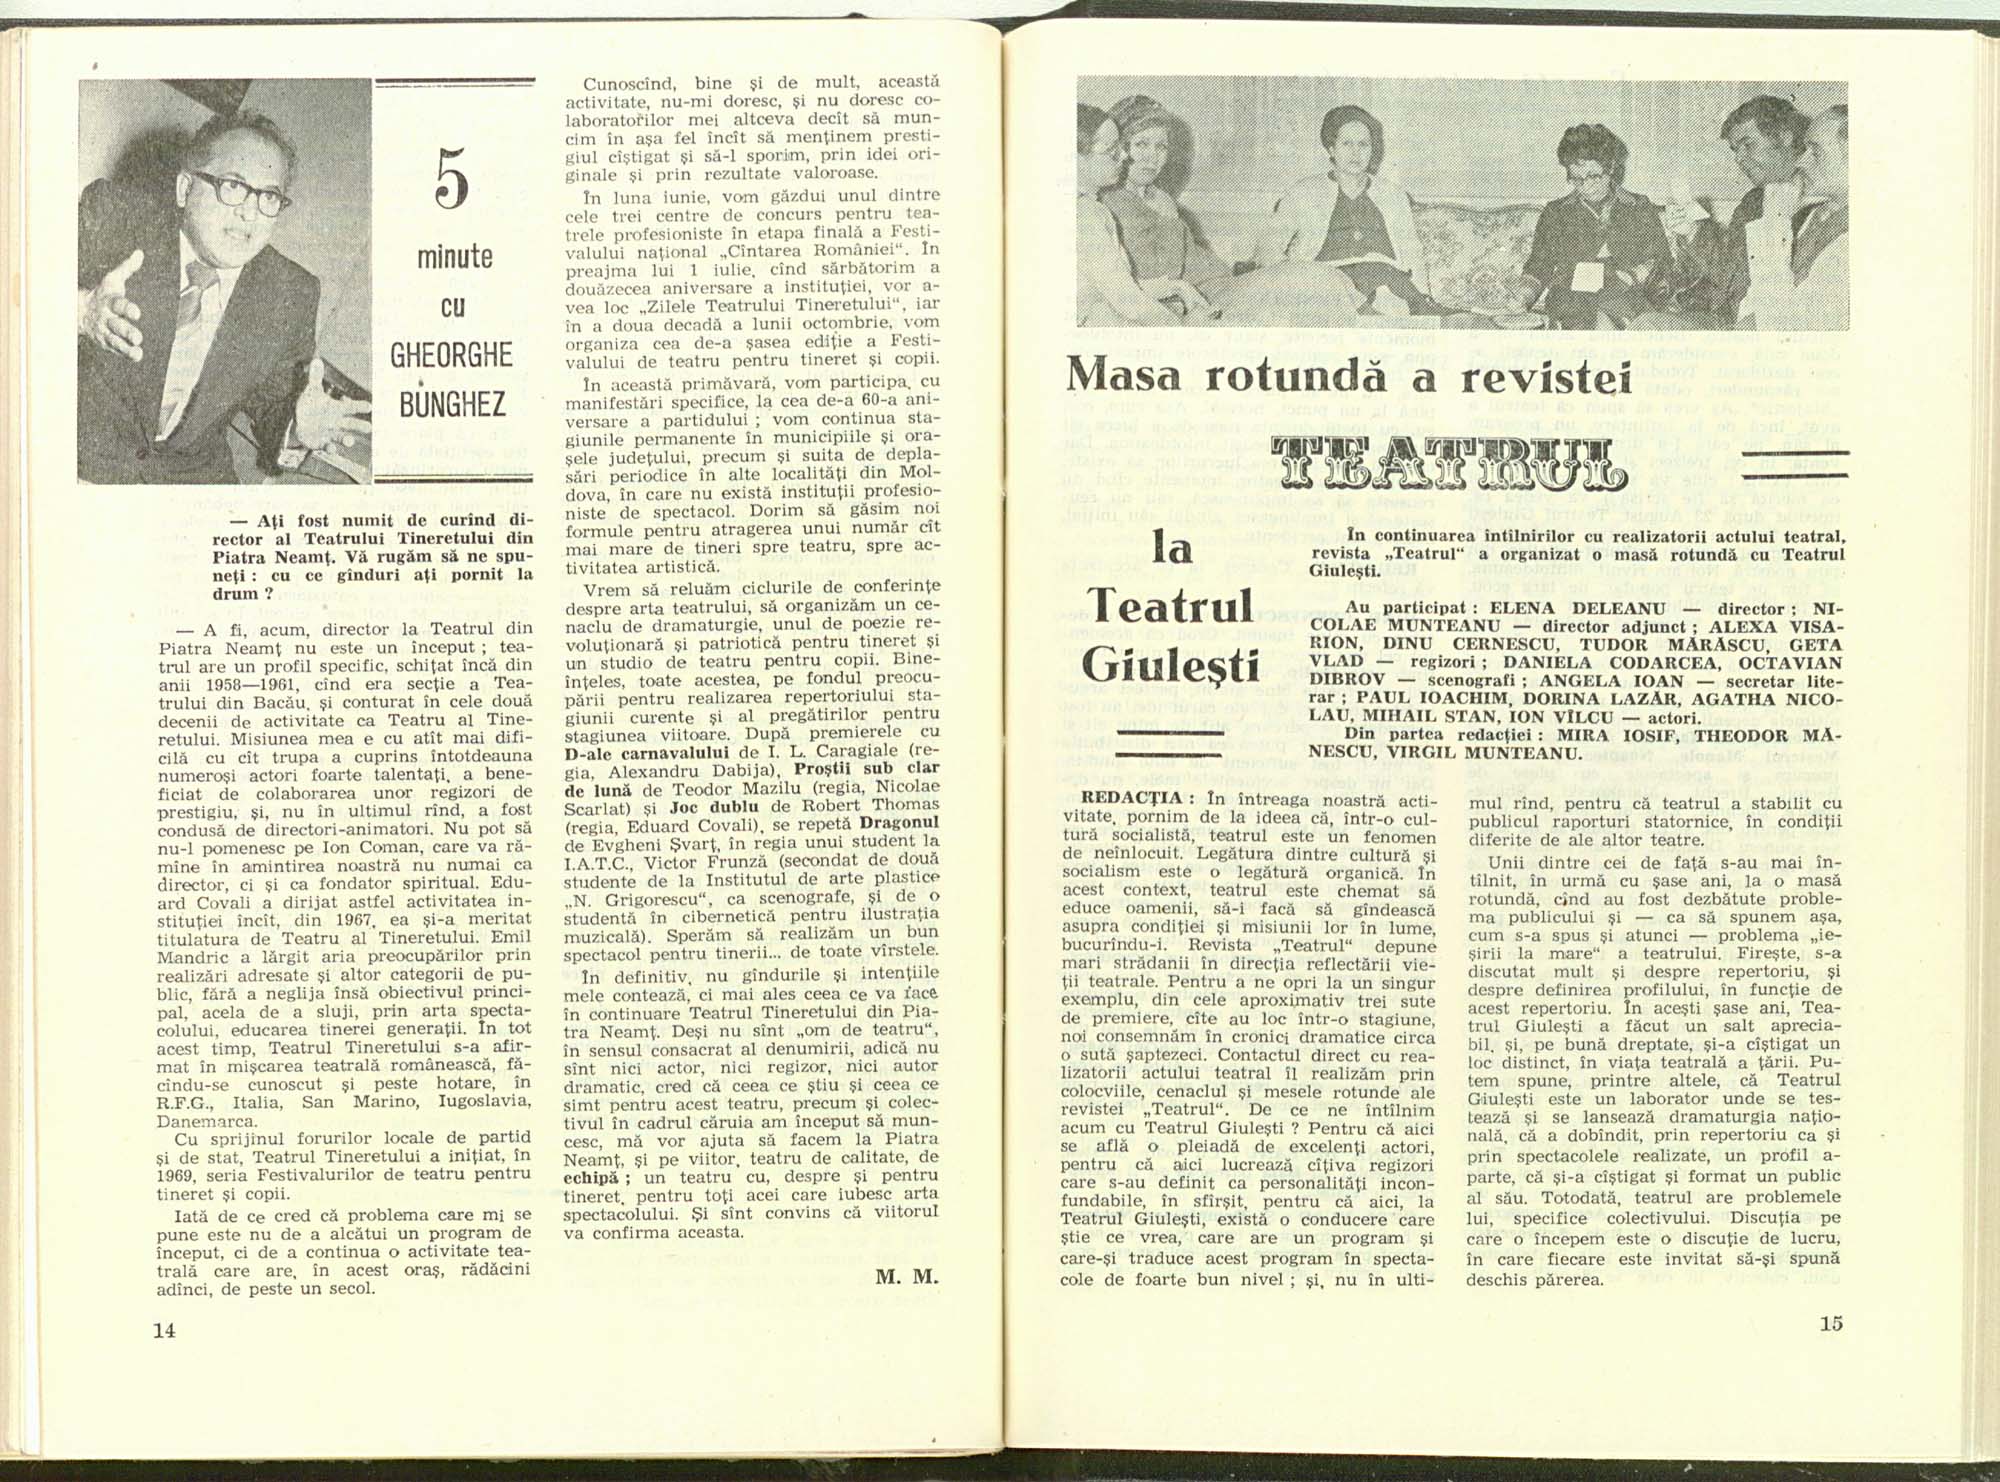 5
minute
cu
GHEORGHE
BUNGHEZ
— Ați fost numit de curînd di-
rector al Teatrului Tineretului din
Piatra Neamț. Vă rugăm să ne spu-
neți : cu ce gînduri ați pornit la
drum ?
— A fi, acum, director la Teatrul din
Piatra Neamț nu este un început ; tea-
trul are un profil specific, schițat încă din
anii 1958—1961, cînd era secție a Tea-
trului din Bacău, și conturat în cele două
decenii de activitate ca Teatru al Tine-
retului. Misiunea mea e cu atît mai difi-
cilă cu cît trupa a cuprins întotdeauna
numeroși actori foarte talentați, a bene-
ficiat de colaborarea unor regizori de
prestigiu, și, nu în ultimul rînd, a fost
condusă de directori-animatori. Nu pot să
nu-l pomenesc pe Ion Coman, care va ră-
mîne în amintirea noastră nu numai ca
director, ci și ca fondator spiritual. Edu-
ard Covali a dirijat astfel activitatea in-
stituției încît, din 1967, ea și-a meritat
titulatura de Teatru al Tineretului. Emil
Mandric a lărgit aria preocupărilor prin
realizări adresate și altor categorii de pu-
blic, fără a neglija însă obiectivul princi-
pal, acela de a sluji, prin arta specta-
colului, educarea tinerei generații. În tot
acest timp, Teatrul Tineretului s-a afir-
mat în mișcarea teatrală românească, fă-
cîndu-se cunoscut și peste hotare, în
R.F.G., Italia, San Marino, Iugoslavia,
Danemarca.
Cu sprijinul forurilor locale de partid
și de stat, Teatrul Tineretului a inițiat, în
1969, seria Festivalurilor de teatru pentru
tineret și copii.
Iată de ce cred că problema care mi se
pune este nu de a alcătui un program de
început, ci de a continua o activitate tea-
trală care are, în acest oraș, rădăcini
adînci, de peste un secol.
Cunoscînd, bine și de mult, această
activitate, nu-mi doresc, și nu doresc co-
laboratorilor mei altceva decît să mun-
cim în așa fel încît să menținem presti-
giul cîștigat și să-l sporim, prin idei ori-
ginale și prin rezultate valoroase.
În luna iunie, vom găzdui unul dintre
cele trei centre de concurs pentru tea-
trele profesioniste în etapa finală a Festi-
valului național „Cîntarea României“. În
preajma lui 1 iulie, cînd sărbătorim a
douăzecea aniversare a instituției, vor a-
vea loc „Zilele Teatrului Tineretului“, iar
în a doua decadă a lunii octombrie, vom
organiza cea de-a șasea ediție a Festi-
valului de teatru pentru tineret și copii.
În această primăvară, vom participa, cu
manifestări specifice, la cea de-a 60-a ani-
versare a partidului ; vom continua sta-
giunile permanente în municipiile și ora-
șele județului, precum și suita de depla-
sări periodice în alte localități din Mol-
dova, în care nu există instituții profesio-
niste de spectacol. Dorim să găsim noi
formule pentru atragerea unui număr cît
mai mare de tineri spre teatru, spre ac-
tivitatea artistică.
Vrem să reluăm ciclurile de conferințe
despre arta teatrului, să organizăm un ce-
naclu de dramaturgie, unul de poezie re-
voluționară și patriotică pentru tineret și
un studio de teatru pentru copii. Bine-
înțeles, toate acestea, pe fondul preocu-
pării pentru realizarea repertoriului sta-
giunii curente și al pregătirilor pentru
stagiunea viitoare. După premierele cu
D-ale carnavalului de I. L. Caragiale (re-
gia, Alexandru Dabija), Proștii sub clar
de lună de Teodor Mazilu (regia, Nicolae
Scarlat) și Joc dublu de Robert Thomas
(regia, Eduard Covali), se repetă Dragonul
de Evgheni Șvarț, în regia unui student la
I.A.T.C., Victor Frunză (secondat de două
studente de la Institutul de arte plastice
„N. Grigorescu“, ca scenografe, și de o
studentă în cibernetică pentru ilustrația
muzicală). Sperăm să realizăm un bun
spectacol pentru tinerii... de toate vîrstele.
În definitiv, nu gîndurile și intențiile
mele contează, ci mai ales ceea ce va face
în continuare Teatrul Tineretului din Pia-
tra Neamț. Deși nu sînt „om de teatru“,
în sensul consacrat al denumirii, adică nu
sînt nici actor, nici regizor, nici autor
dramatic, cred că ceea ce știu și ceea ce
simt pentru acest teatru, precum și colec-
tivul în cadrul căruia am început să mun-
cesc, mă vor ajuta să facem la Piatra
Neamț, și pe viitor, teatru de calitate, de
echipă ; un teatru cu, despre și pentru
tineret, pentru toți acei care iubesc arta
spectacolului. Și sînt convins că viitorul
va confirma aceasta.
M. M.
14
Masa rotundă a revistei
TEATRUL
la
Teatrul
Giulești
În continuarea întîlnirilor cu realizatorii actului teatral,
revista „Teatrul“ a organizat o masă rotundă cu Teatrul
Giulești.
Au participat : ELENA DELEANU — director ; NI-
COLAE MUNTEANU — director adjunct ; ALEXA VISA-
RION, DINU CERNESCU, TUDOR MĂRĂSCU, GETA
VLAD — regizori ; DANIELA CODARCEA, OCTAVIAN
DIBROV — scenografi ; ANGELA IOAN — secretar lite-
rar ; PAUL IOACHIM, DORINA LAZĂR, AGATHA NICO-
LAU, MIHAIL STAN, ION VÎLCU — actori.
Din partea redacției : MIRA IOSIF, THEODOR MĂ-
NESCU, VIRGIL MUNTEANU.
REDACȚIA : În întreaga noastră acti-
vitate, pornim de la ideea că, într-o cul-
tură socialistă, teatrul este un fenomen
de neînlocuit. Legătura dintre cultură și
socialism este o legătură organică. În
acest context, teatrul este chemat să
educe oamenii, să-i facă să gîndească
asupra condiției și misiunii lor în lume,
bucurîndu-i. Revista „Teatrul“ depune
mari strădanii în direcția reflectării vie-
ții teatrale. Pentru a ne opri la un singur
exemplu, din cele aproximativ trei sute
de premiere, cîte au loc într-o stagiune,
noi consemnăm în cronici dramatice circa
o sută șaptezeci. Contactul direct cu rea-
lizatorii actului teatral îl realizăm prin
colocviile, cenaclul și mesele rotunde ale
revistei „Teatrul“. De ce ne întîlnim
acum cu Teatrul Giulești ? Pentru că aici
se află o pleiadă de excelenți actori,
pentru că aici lucrează cîțiva regizori
care s-au definit ca personalități incon-
fundabile, în sfîrșit, pentru că aici, la
Teatrul Giulești, există o conducere care
știe ce vrea, care are un program și
care-și traduce acest program în specta-
cole de foarte bun nivel ; și, nu în ulti-
mul rînd, pentru că teatrul a stabilit cu
publicul raporturi statornice, în condiții
diferite de ale altor teatre.
Unii dintre cei de față s-au mai în-
tîlnit, în urmă cu șase ani, la o masă
rotundă, cînd au fost dezbătute proble-
ma publicului și — ca să spunem așa,
cum s-a spus și atunci — problema „ie-
șirii la mare“ a teatrului. Firește, s-a
discutat mult și despre repertoriu, și
despre definirea profilului, în funcție de
acest repertoriu. În acești șase ani, Tea-
trul Giulești a făcut un salt aprecia-
bil, și, pe bună dreptate, și-a cîștigat un
loc distinct, în viața teatrală a țării. Pu-
tem spune, printre altele, că Teatrul
Giulești este un laborator unde se tes-
tează și se lansează dramaturgia națio-
nală, că a dobîndit, prin repertoriu ca și
prin spectacolele realizate, un profil a-
parte, că și-a cîștigat și format un public
al său. Totodată, teatrul are problemele
lui, specifice colectivului. Discuția pe
care o începem este o discuție de lucru,
în care fiecare este invitat să-și spună
deschis părerea.
15